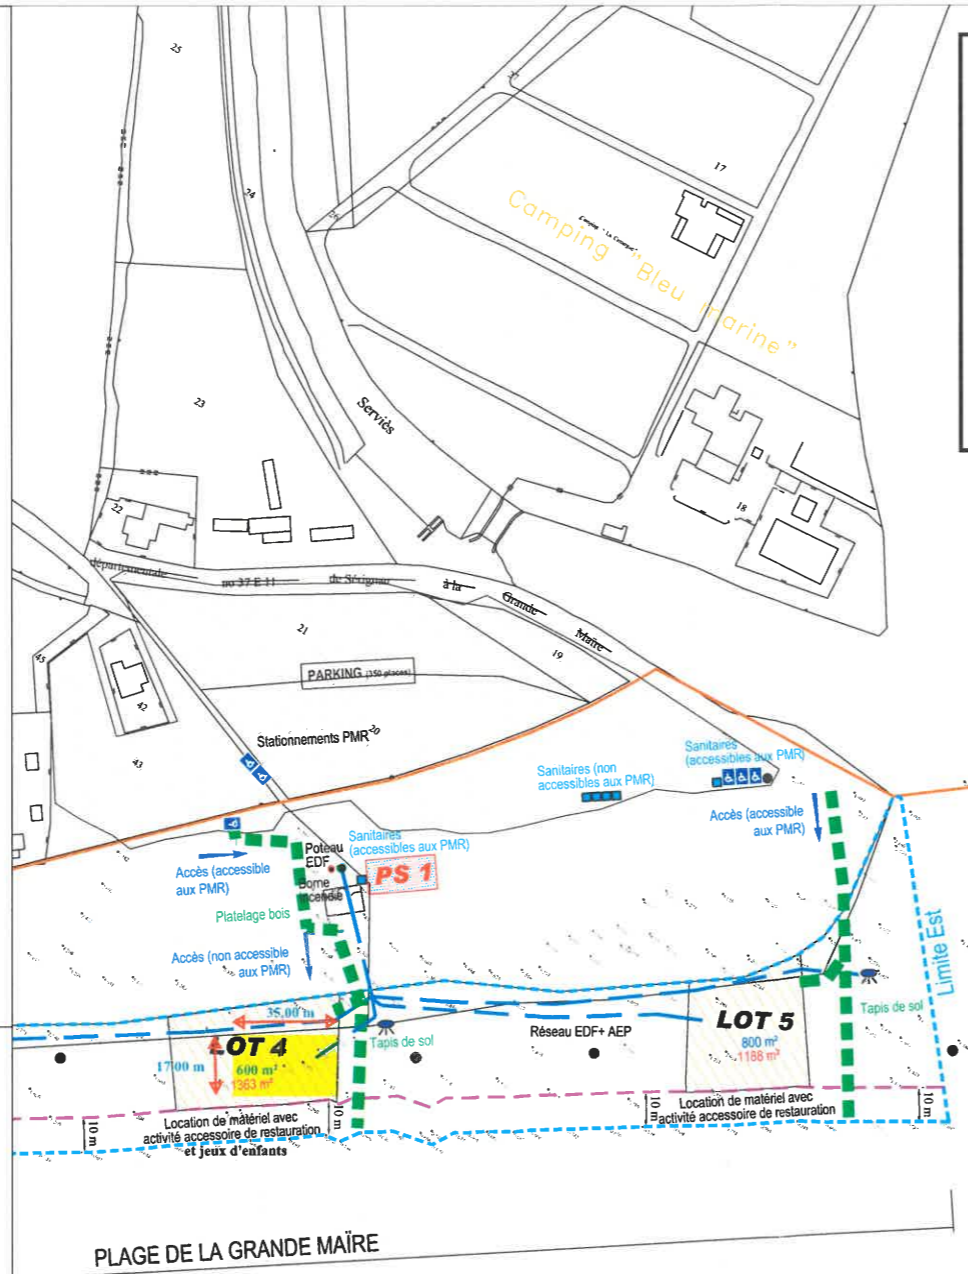 25
17
24
26
Camping "Bleu marine"
23
Serviès
22
18
départementale
no 37 E 11
de Sérignan
à la
Grande
Maïre
21
19
45
PARKING (350 places)
42
20
Stationnements PMR
43
Sanitaires
(accessibles aux PMR)
Sanitaires (non
accessibles aux PMR)
Accès (accessible
aux PMR)
Sanitaires
(accessibles aux PMR)
Poteau
EDF
PS 1
Borne
incendie
Accès (accessible
aux PMR)
Platelage bois
Accès (non accessible
aux PMR)
Limite Est
35,00 m
LOT 4
17 00 m
600 m²
1363 m²
Tapis de sol
Réseau EDF+ AEP
LOT 5
800 m²
1188 m²
Tapis de sol
10 m
Location de matériel avec
activité accessoire de restauration
et jeux d'enfants
10 m
10 m
Location de matériel avec
activité accessoire de restauration
10 m
PLAGE DE LA GRANDE MAÏRE